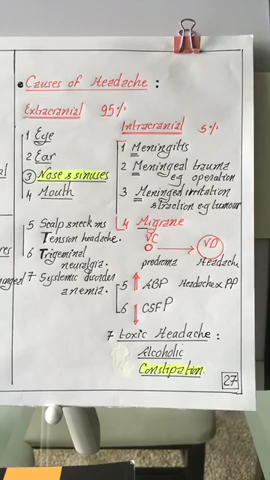 • Causes of Headache :
Extracranial 95%
1 Eye
2 Ear
3 Nose & sinuses
4 Mouth
5 Scalp sneck ms
Tension headache.
6 Trigeminal
neuralgia.
7 Systemic disorder
anemia.
Intracranial 5%
1 Meningitis
2 Meningeal trauma
eg operation
3 Meningeal irritation
& traction eg tumour
4 Migrane
VC
VD
prodroma Headache
5 ↑ ABP Headache x PP
6 ↓ CSFP
7 toxic Headache :
Alcoholic
Constipation.
27